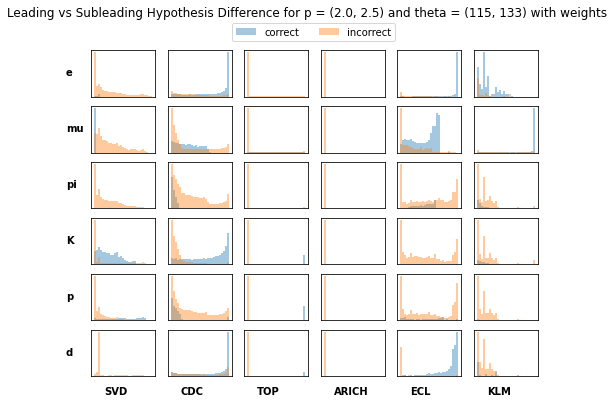 Leading vs Subleading Hypothesis Difference for p = (2.0, 2.5) and theta = (115, 133) with weights
correct incorrect
e
mu
pi
K
p
d
SVD CDC TOP ARICH ECL KLM